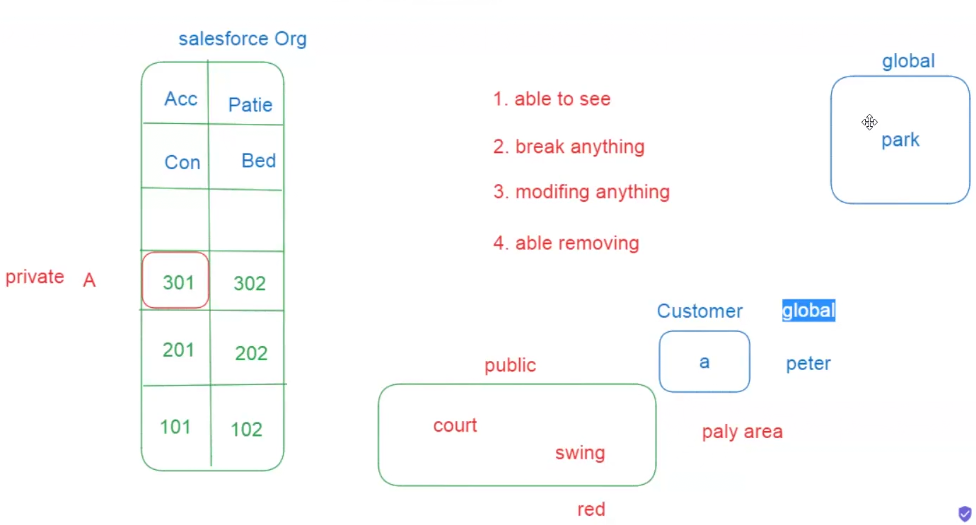 salesforce Org
global
Acc
Patie
1. able to see
park
2. break anything
Con
Bed
3. modifing anything
4. able removing
private A
301
302
Customer
global
201
202
public
a
peter
101
102
court
paly area
swing
red